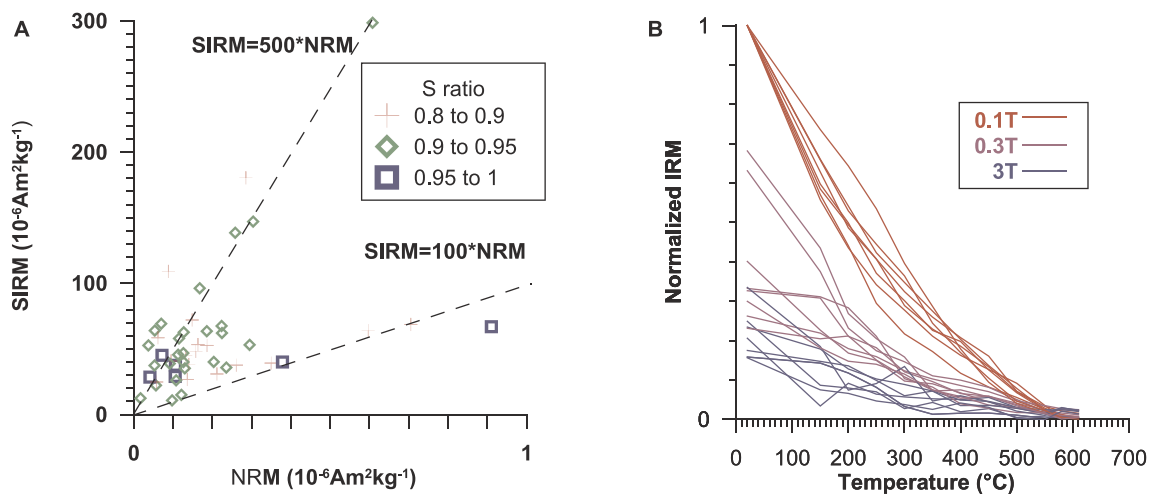 A
SIRM (10⁻⁶Am²kg⁻¹)
300
200
100
0
SIRM=500*NRM
S ratio
0.8 to 0.9
0.9 to 0.95
0.95 to 1
SIRM=100*NRM
0
1
NRM (10⁻⁶Am²kg⁻¹)
B
Normalized IRM
1
0
0.1T
0.3T
3T
0 100 200 300 400 500 600 700
Temperature (°C)